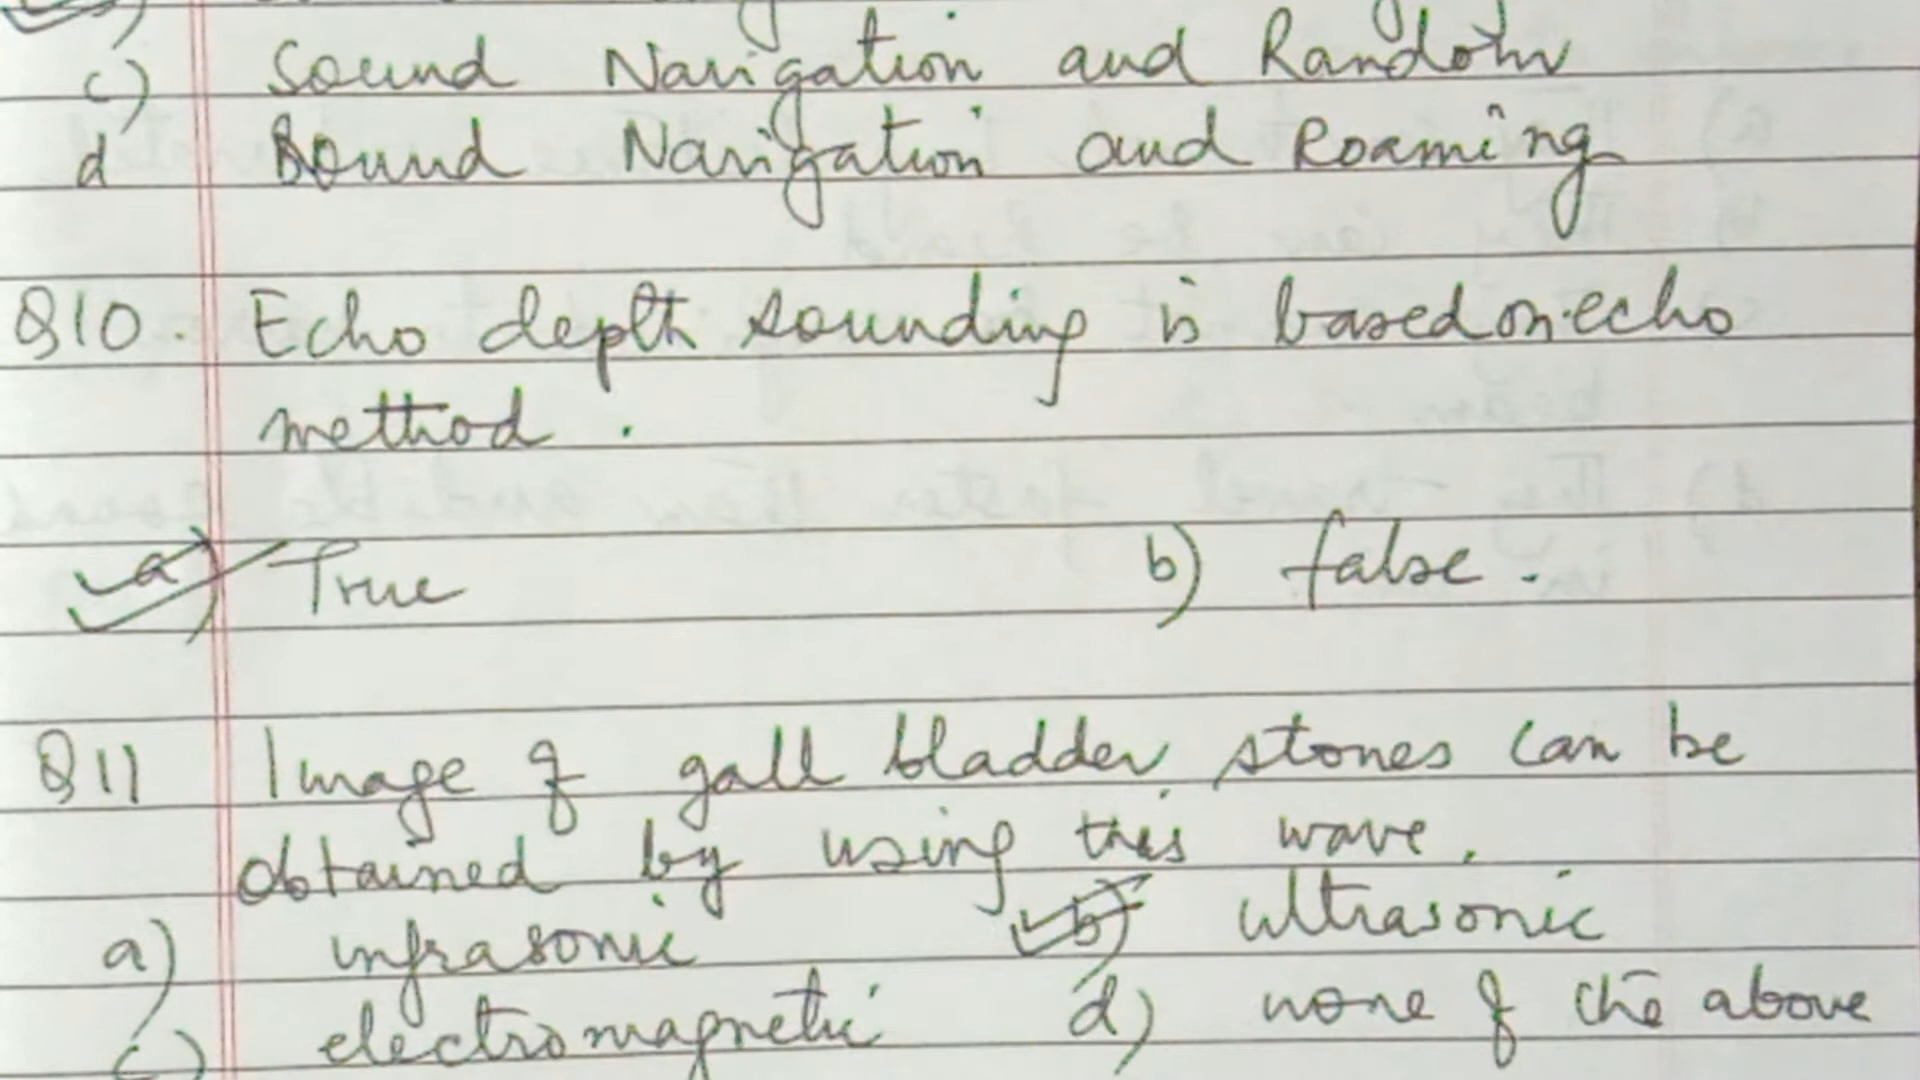 c) Sound Navigation and Random
d Bound Navigation and Roaming
Q10. Echo depth sounding is based on echo
method.
a) True b) false.
Q11 Image of gall bladder stones can be
obtained by using this wave.
a) infrasonic b) ultrasonic
c) electromagnetic d) none of the above